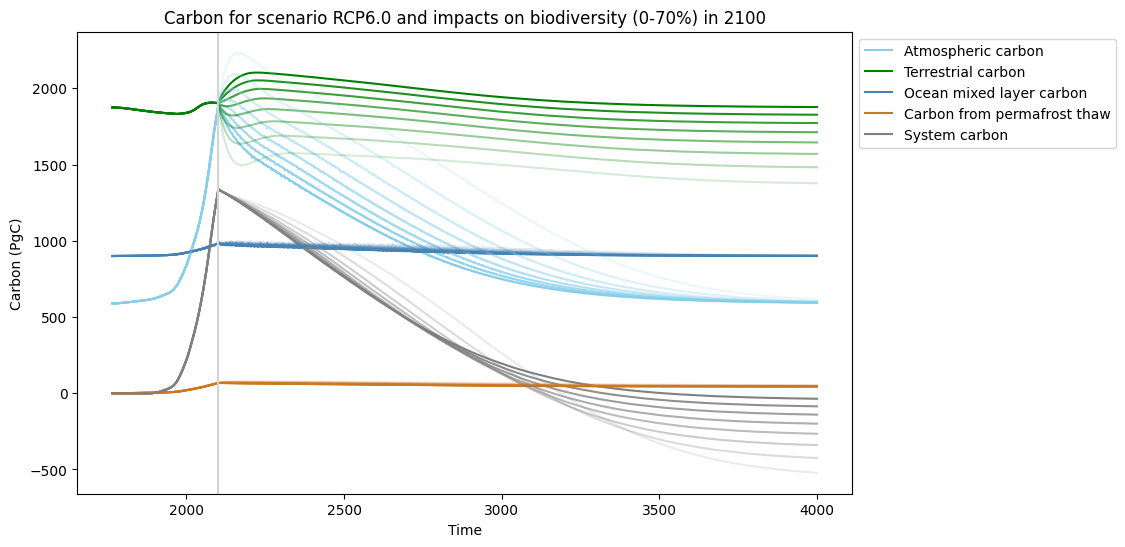 Carbon for scenario RCP6.0 and impacts on biodiversity (0-70%) in 2100
Atmospheric carbon
Terrestrial carbon
Ocean mixed layer carbon
Carbon from permafrost thaw
System carbon
Carbon (PgC)
2000
1500
1000
500
0
−500
2000
2500
3000
3500
4000
Time